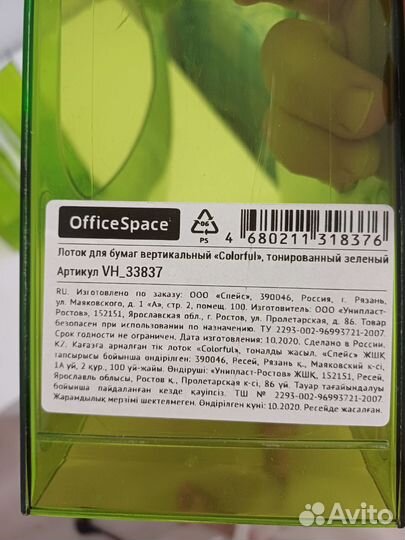 OfficeSpace®
06
PS
4 680211 318376
Лоток для бумаг вертикальный «Colorful», тонированный зеленый
Артикул VH_33837
RU. Изготовлено по заказу: ООО «Спейс», 390046, Россия, г. Рязань,
ул. Маяковского, д. 1 «А», стр. 2, помещ. 100. Изготовитель: ООО «Унипласт-
Ростов», 152151, Ярославская обл., г. Ростов, ул. Пролетарская, д. 86. Товар
безопасен при использовании по назначению. ТУ 2293-002-96993721-2007.
Срок годности не ограничен. Дата изготовления: 10.2020. Сделано в России.
KZ. Қағазға арналған тік лоток «Colorful», тоналды жасыл. «Спейс» ЖШҚ
тапсырысы бойынша өндірілген: 390046, Ресей, Рязань қ., Маяковский к-сі,
1А үй, 2 құр., 100 үй-жайы. Өндіруші: «Унипласт-Ростов» ЖШҚ, 152151, Ресей,
Ярославль облысы, Ростов қ., Пролетарская к-сі, 86 үй. Тауар тағайындалуы
бойынша пайдаланылған кезде қауіпсіз. ТШ № 2293-002-96993721-2007.
Жарамдылық мерзімі шектелмеген. Өндірілген күні: 10.2020. Ресейде жасалған.
Avito